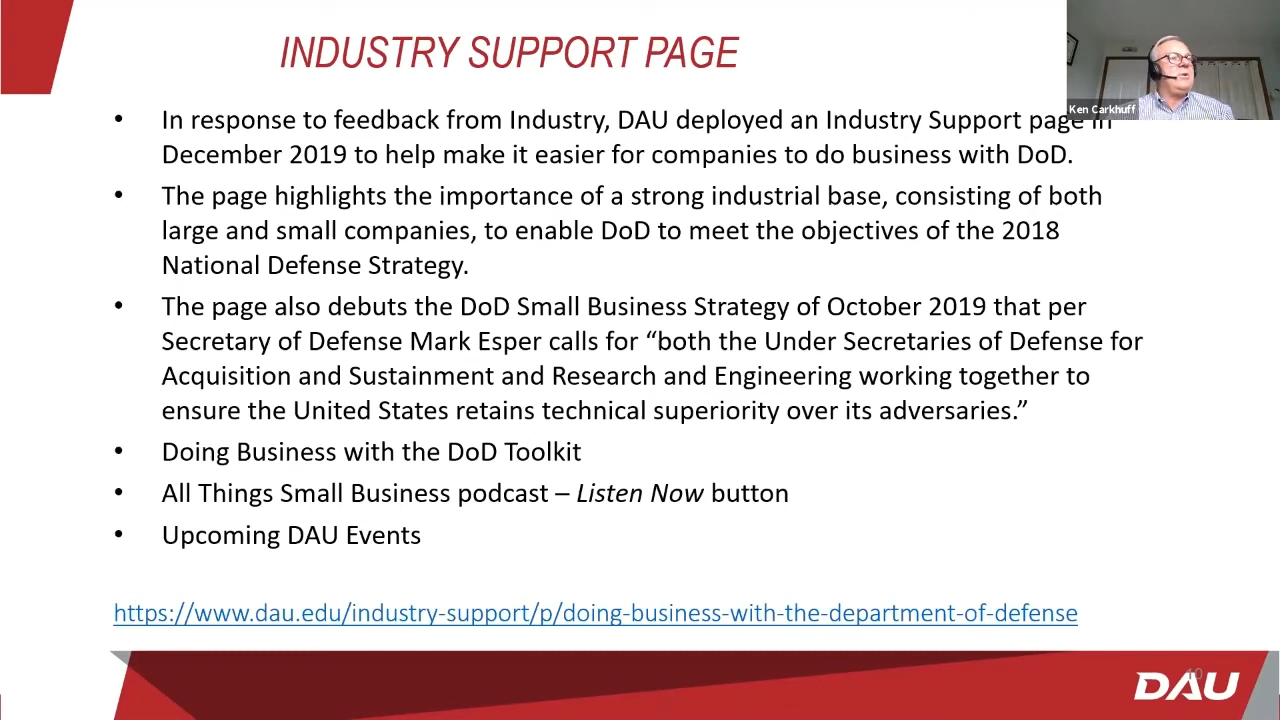 INDUSTRY SUPPORT PAGE
Ken Carkhuff
• In response to feedback from Industry, DAU deployed an Industry Support page in
December 2019 to help make it easier for companies to do business with DoD.
• The page highlights the importance of a strong industrial base, consisting of both
large and small companies, to enable DoD to meet the objectives of the 2018
National Defense Strategy.
• The page also debuts the DoD Small Business Strategy of October 2019 that per
Secretary of Defense Mark Esper calls for “both the Under Secretaries of Defense for
Acquisition and Sustainment and Research and Engineering working together to
ensure the United States retains technical superiority over its adversaries.”
• Doing Business with the DoD Toolkit
• All Things Small Business podcast – Listen Now button
• Upcoming DAU Events
https://www.dau.edu/industry-support/p/doing-business-with-the-department-of-defense
10
DAU